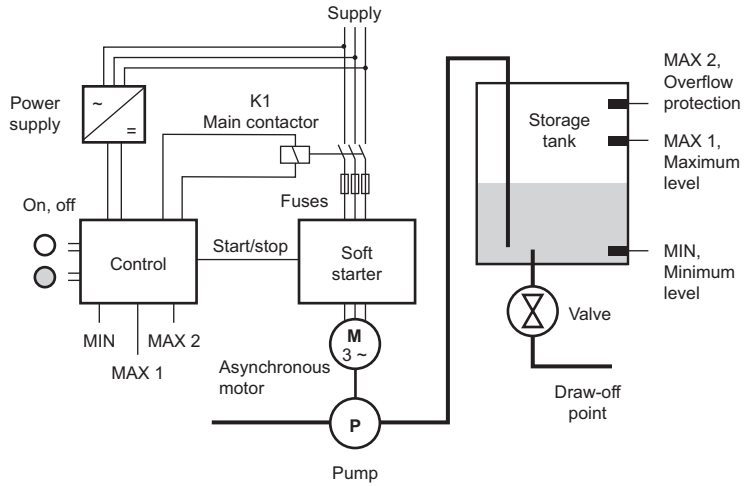 Supply
Power
supply
~
=
K1
Main contactor
Fuses
On, off
Control
Start/stop
Soft
starter
MIN
MAX 2
MAX 1
M
3 ~
Asynchronous
motor
P
Pump
Storage
tank
MAX 2,
Overflow
protection
MAX 1,
Maximum
level
MIN,
Minimum
level
Valve
Draw-off
point